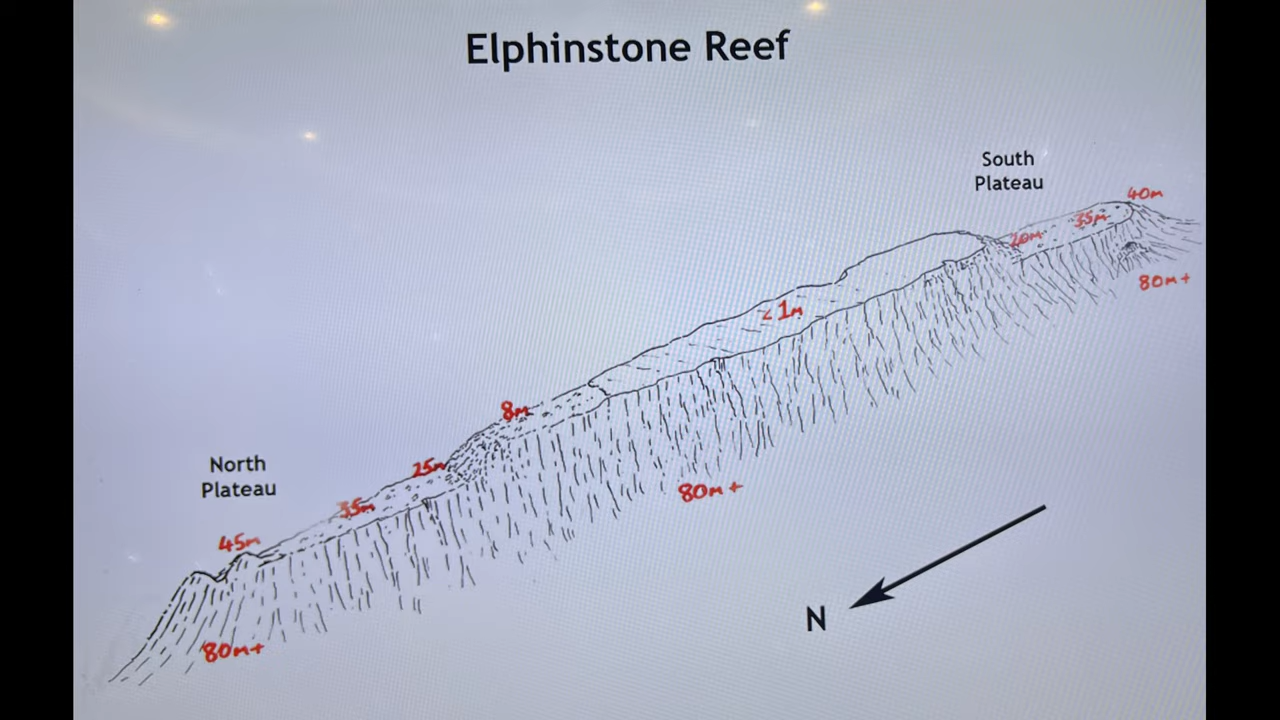 Elphinstone Reef
South
Plateau
40m
35m
20m
80m+
<1m
8m
25m
North
Plateau
35m
80m+
45m
N
80m+